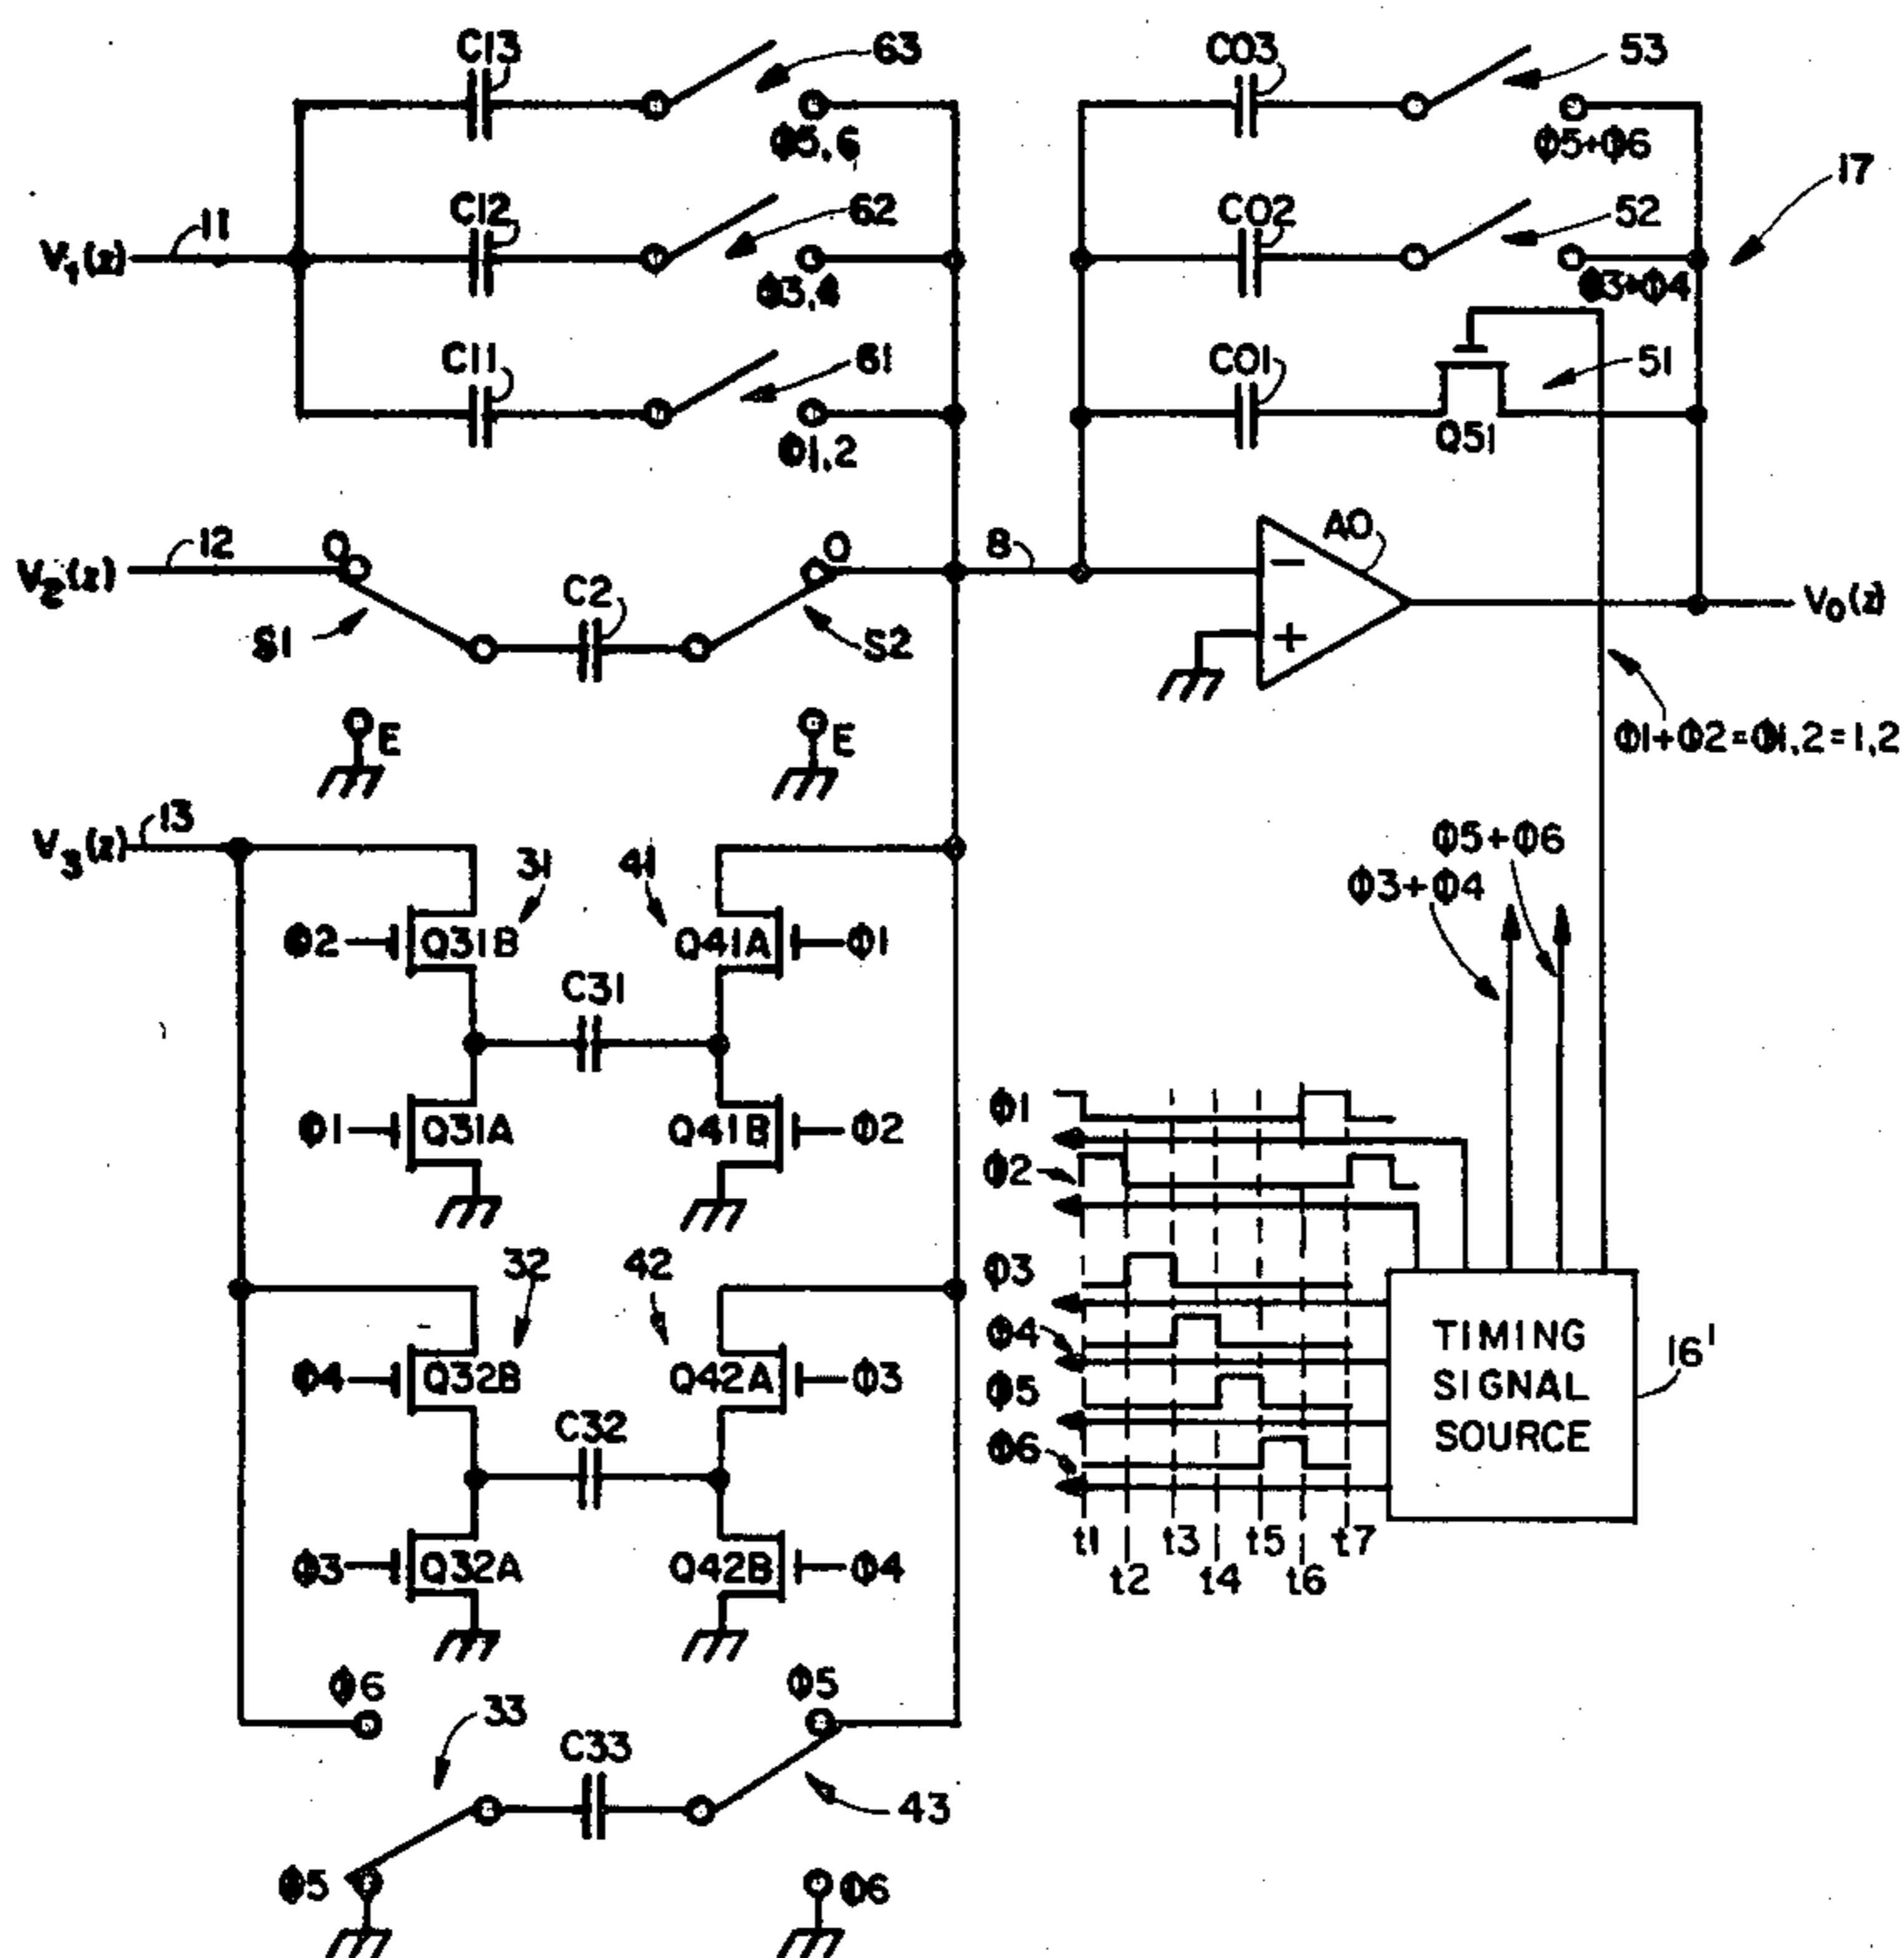 C13
63
C03
53
Φ5,6
Φ5+Φ6
17
V1(z)
11
C12
62
C02
52
Φ3,4
Φ3+Φ4
C11
61
C01
51
Φ1,2
Q51
V2(z)
12
O
O
8
A0
S1
C2
S2
−
+
V0(z)
E
E
Φ1+Φ2=Φ1,2=1,2
V3(z)
13
31
41
Φ5+Φ6
Φ3+Φ4
Φ2
Q31B
Q41A
Φ1
C31
Φ1
Q31A
Q41B
Φ2
Φ1
Φ2
32
42
Φ3
Φ4
Q32B
Q42A
Φ3
Φ4
TIMING
SIGNAL
SOURCE
16'
Φ5
C32
Φ6
Φ3
Q32A
Q42B
Φ4
t1
t3
t5
t7
t2
t4
t6
Φ6
33
Φ5
C33
43
Φ5
Φ6